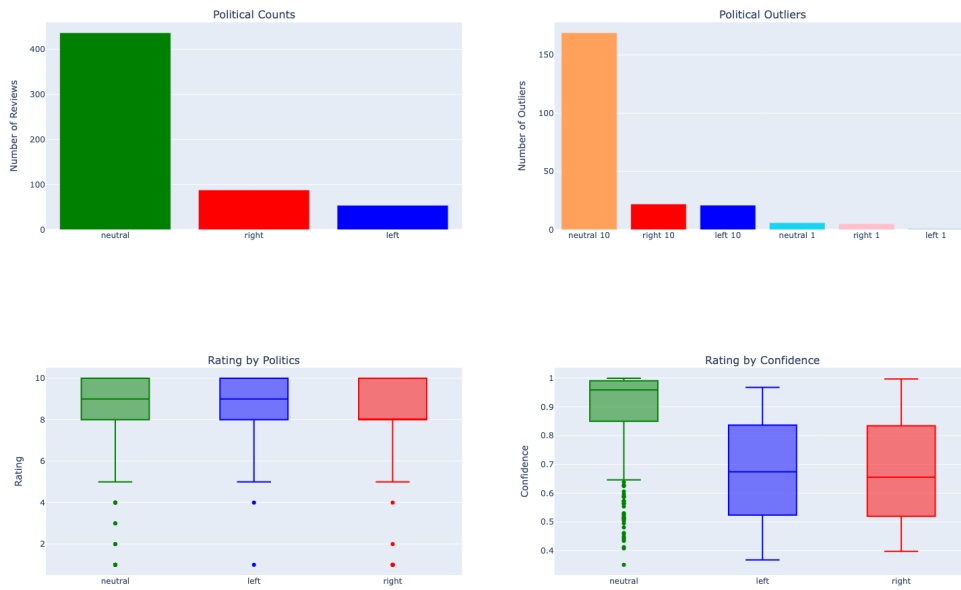 Political Counts
Number of Reviews
400
300
200
100
0
neutral right left
Political Outliers
Number of Outliers
150
100
50
0
neutral 10 right 10 left 10 neutral 1 right 1 left 1
Rating by Politics
Rating
10
8
6
4
2
neutral left right
Rating by Confidence
Confidence
1
0.9
0.8
0.7
0.6
0.5
0.4
neutral left right